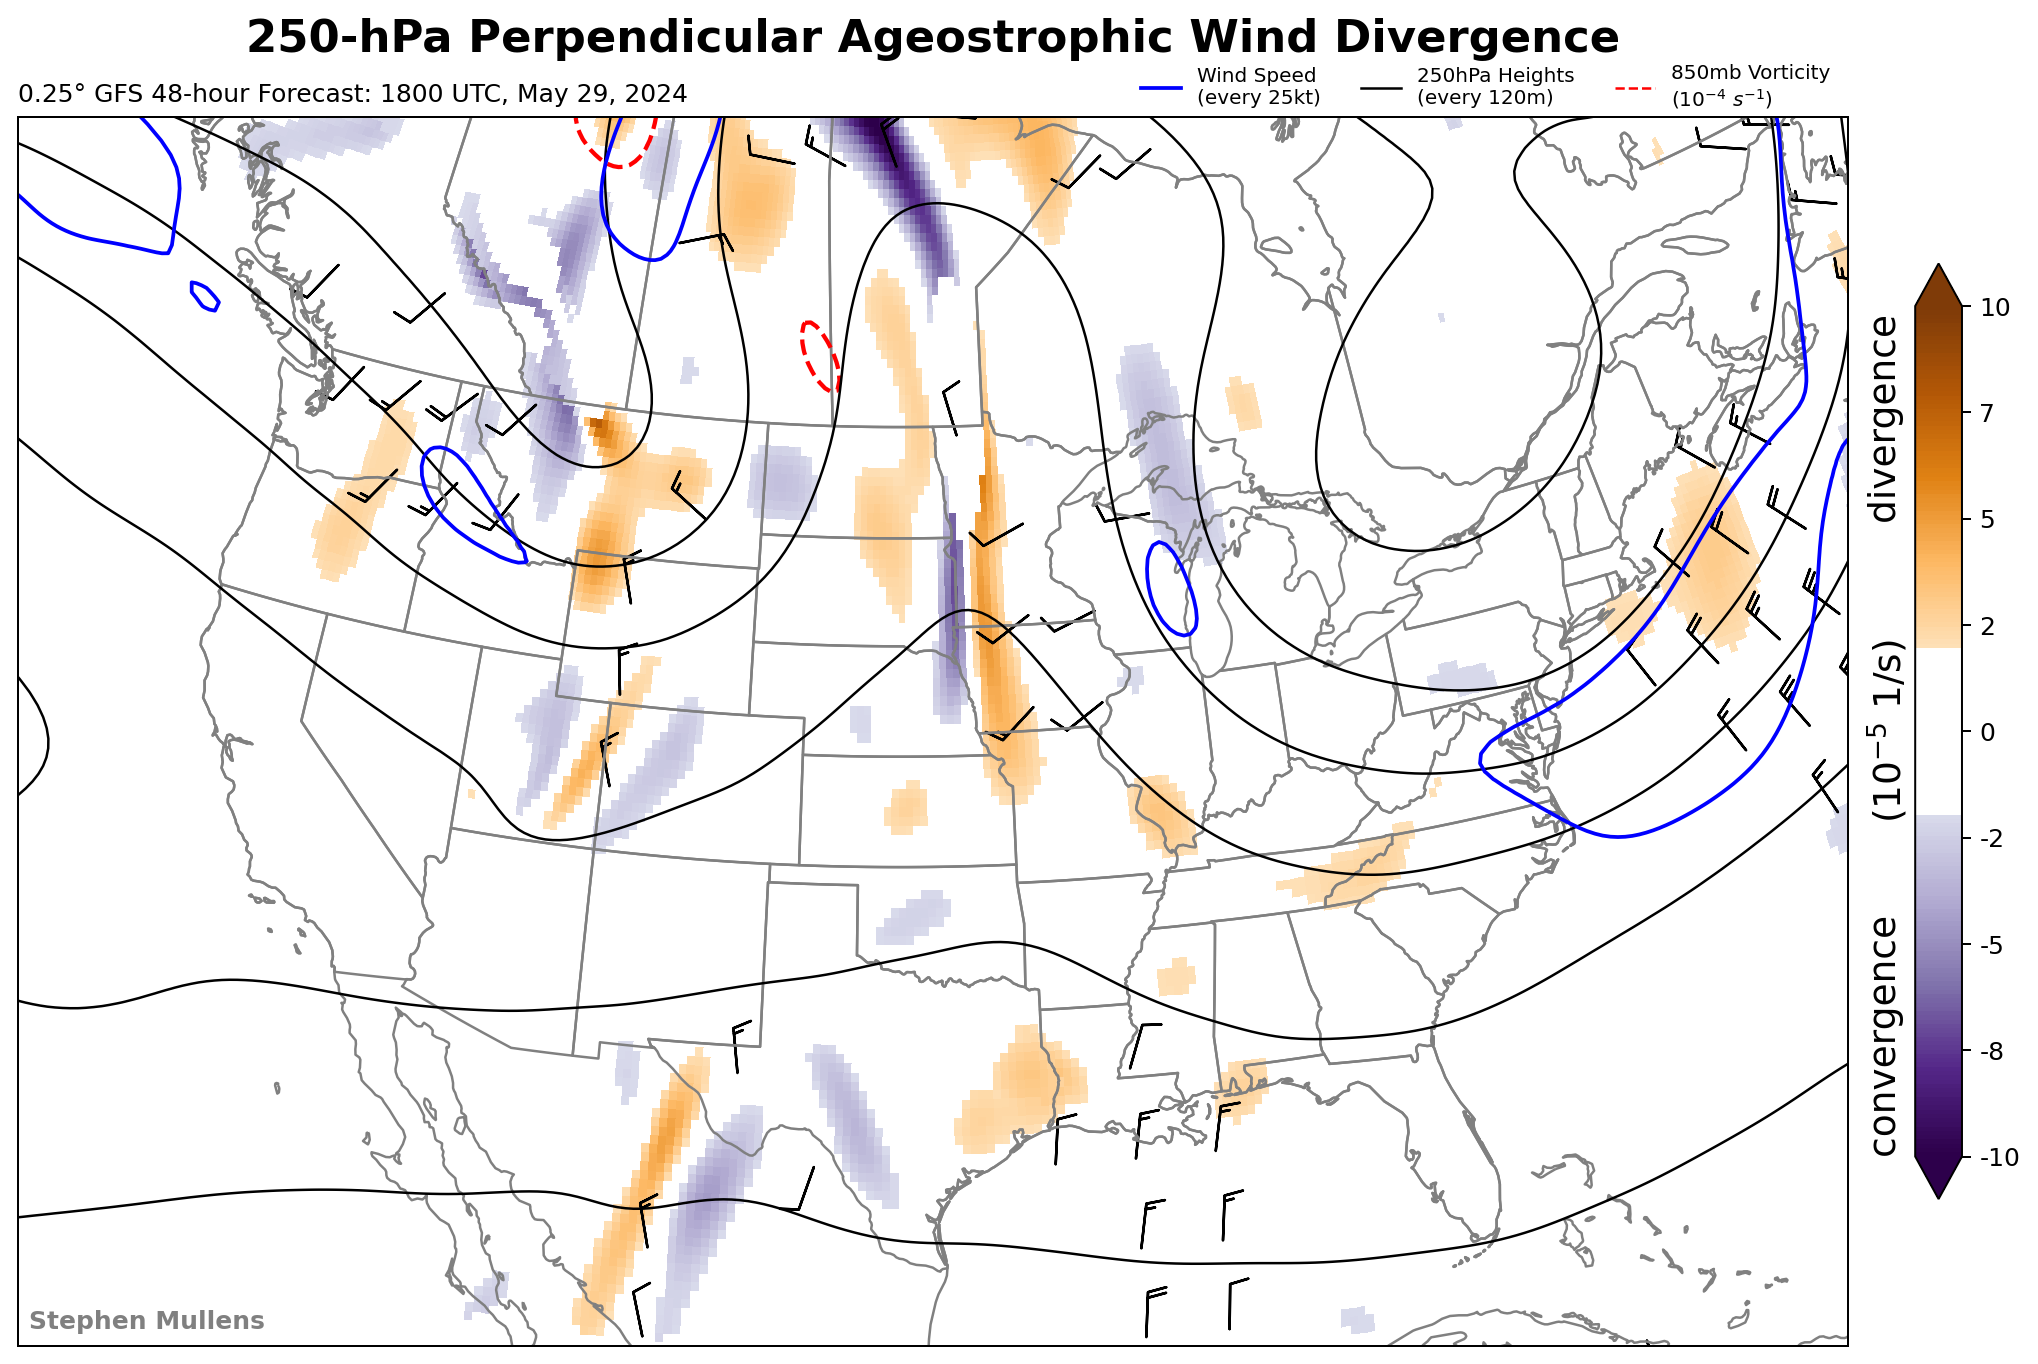 250-hPa Perpendicular Ageostrophic Wind Divergence
0.25° GFS 48-hour Forecast: 1800 UTC, May 29, 2024
Wind Speed
(every 25kt)
250hPa Heights
(every 120m)
850mb Vorticity
(10⁻⁴ s⁻¹)
10
7
5
2
0
-2
-5
-8
-10
convergence (10⁻⁵ 1/s) divergence
Stephen Mullens